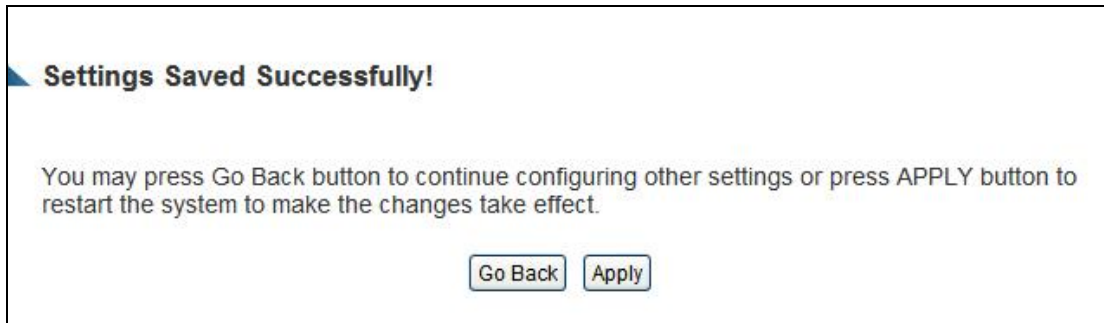 Settings Saved Successfully!
You may press Go Back button to continue configuring other settings or press APPLY button to
restart the system to make the changes take effect.
Go Back Apply